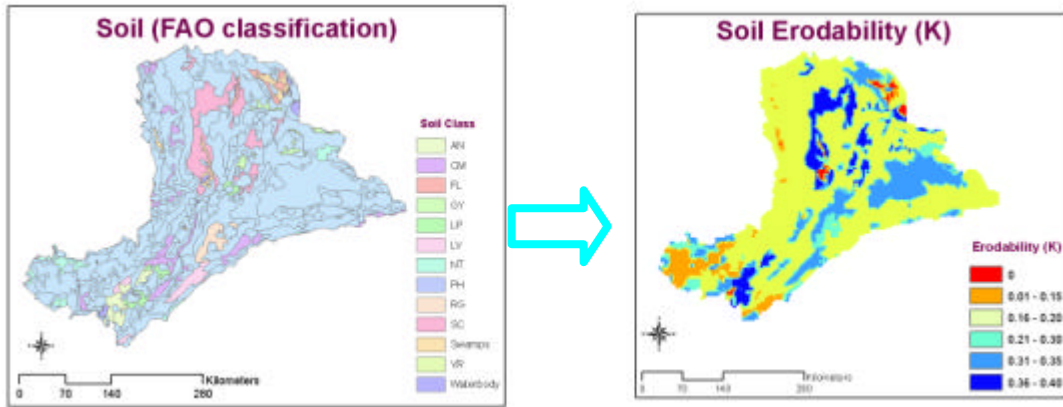 Soil (FAO classification)
Soil Class
AN
CM
FL
GY
LP
LV
NT
PH
RG
SC
Swamps
VR
Waterbody
Kilometers
0 70 140 280
Soil Erodability (K)
Erodability (K)
0
0.01 - 0.15
0.16 - 0.20
0.21 - 0.30
0.31 - 0.35
0.36 - 0.40
Kilometers
0 70 140 280